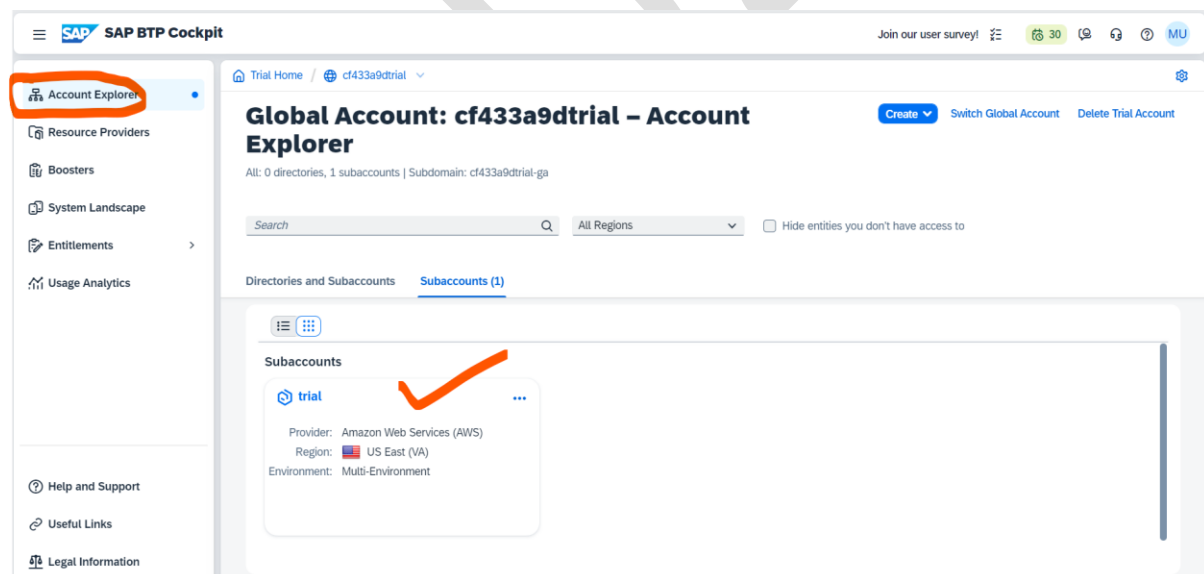 SAP SAP BTP Cockpit
Join our user survey! 30 MU
Account Explorer
Resource Providers
Boosters
System Landscape
Entitlements
Usage Analytics
Help and Support
Useful Links
Legal Information
Trial Home / cf433a9dtrial
Global Account: cf433a9dtrial – Account
Explorer
Create Switch Global Account Delete Trial Account
All: 0 directories, 1 subaccounts | Subdomain: cf433a9dtrial-ga
Search All Regions Hide entities you don't have access to
Directories and Subaccounts Subaccounts (1)
Subaccounts
trial
Provider: Amazon Web Services (AWS)
Region: US East (VA)
Environment: Multi-Environment